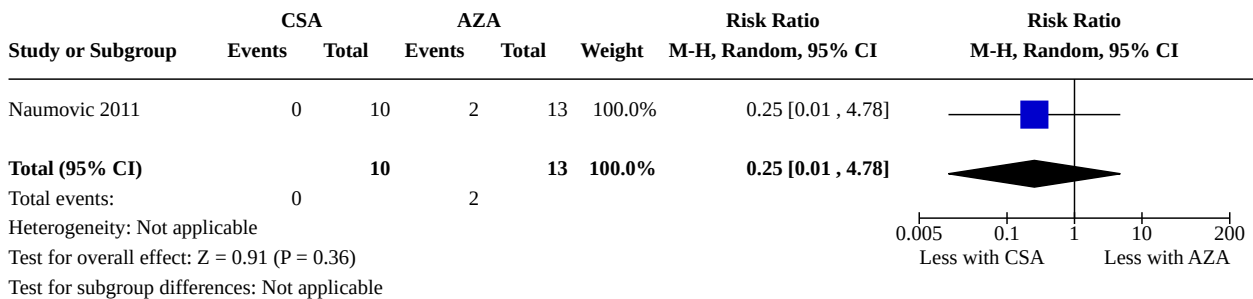 CSA AZA Risk Ratio Risk Ratio
Study or Subgroup Events Total Events Total Weight M-H, Random, 95% CI M-H, Random, 95% CI
Naumovic 2011 0 10 2 13 100.0% 0.25 [0.01 , 4.78]
Total (95% CI) 10 13 100.0% 0.25 [0.01 , 4.78]
Total events: 0 2
Heterogeneity: Not applicable
0.005 0.1 1 10 200
Test for overall effect: Z = 0.91 (P = 0.36) Less with CSA Less with AZA
Test for subgroup differences: Not applicable